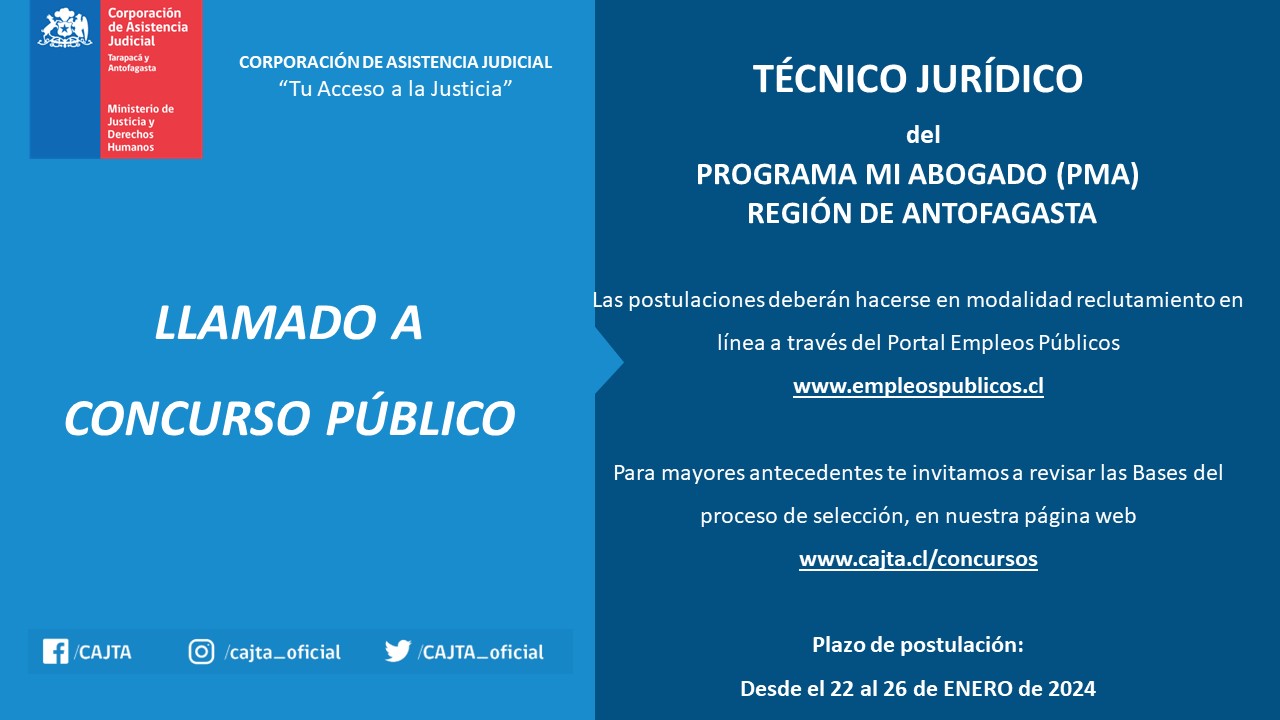 Corporación
de Asistencia
Judicial
Tarapacá y
Antofagasta
Ministerio de
Justicia y
Derechos
Humanos
CORPORACIÓN DE ASISTENCIA JUDICIAL
“Tu Acceso a la Justicia”
LLAMADO A
CONCURSO PÚBLICO
/CAJTA
/cajta_oficial
/CAJTA_oficial
TÉCNICO JURÍDICO
del
PROGRAMA MI ABOGADO (PMA)
REGIÓN DE ANTOFAGASTA
Las postulaciones deberán hacerse en modalidad reclutamiento en
línea a través del Portal Empleos Públicos
www.empleospublicos.cl
Para mayores antecedentes te invitamos a revisar las Bases del
proceso de selección, en nuestra página web
www.cajta.cl/concursos
Plazo de postulación:
Desde el 22 al 26 de ENERO de 2024